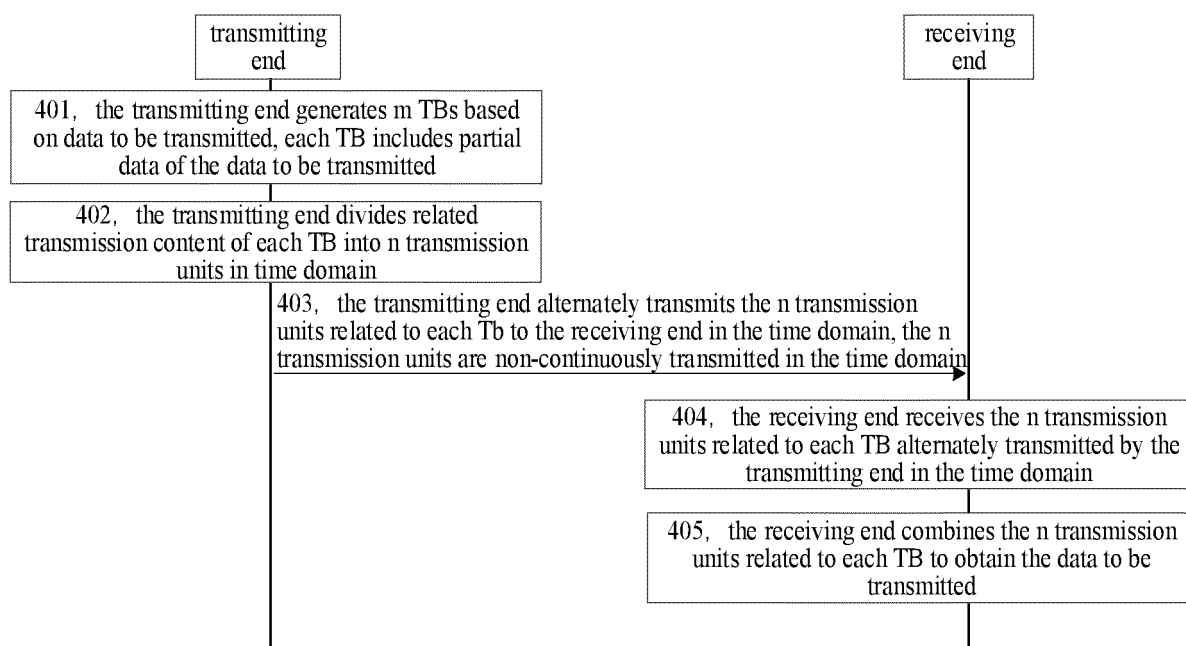 transmitting
end
receiving
end
401, the transmitting end generates m TBs based
on data to be transmitted, each TB includes partial
data of the data to be transmitted
402, the transmitting end divides related
transmission content of each TB into n transmission
units in time domain
403, the transmitting end alternately transmits the n transmission
units related to each Tb to the receiving end in the time domain, the n
transmission units are non-continuously transmitted in the time domain
404, the receiving end receives the n transmission
units related to each TB alternately transmitted by the
transmitting end in the time domain
405, the receiving end combines the n transmission
units related to each TB to obtain the data to be
transmitted